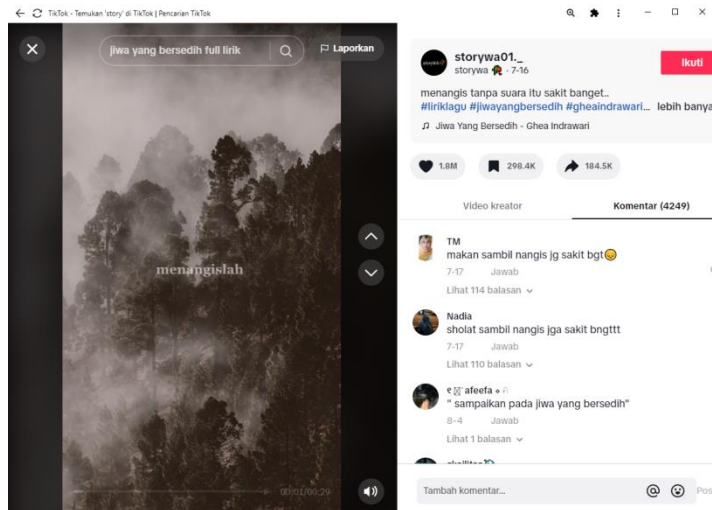 TikTok - Temukan 'story' di TikTok | Pencarian TikTok
jiwa yang bersedih full lirik
Laporkan
menangislah
00:01/00:29
storywa01._
storywa · 7-16
Ikuti
menangis tanpa suara itu sakit banget..
#liriklagu #jiwayangbersedih #gheaindrawari... lebih banya
Jiwa Yang Bersedih - Ghea Indrawari
1.8M
298.4K
184.5K
Video kreator
Komentar (4249)
TM
makan sambil nangis jg sakit bgt😞
7-17 Jawab
Lihat 114 balasan
Nadia
sholat sambil nangis jga sakit bngttt
7-17 Jawab
Lihat 110 balasan
afeefa
" sampaikan pada jiwa yang bersedih"
8-4 Jawab
Lihat 1 balasan
Tambah komentar...
Pos